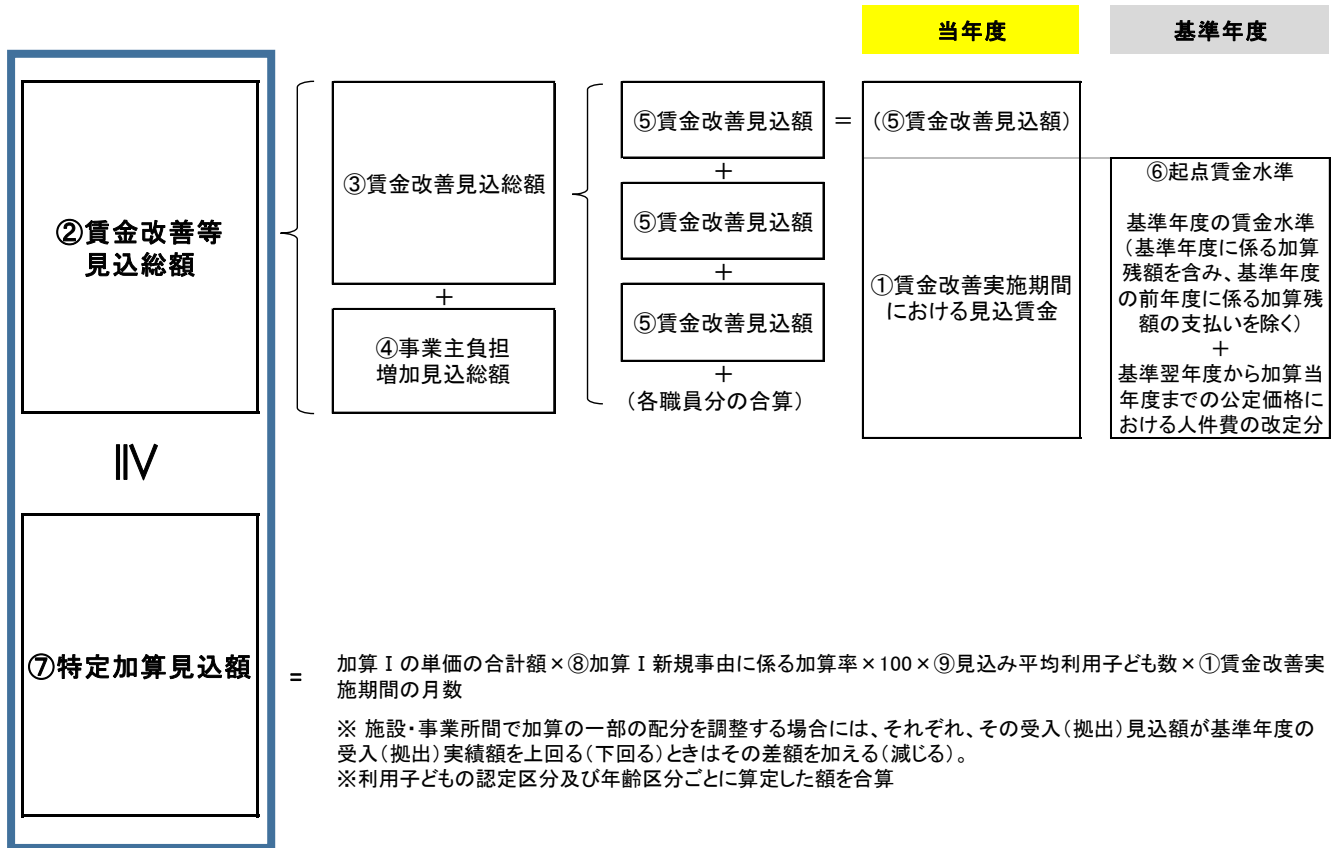 当年度
基準年度
②賃金改善等
見込総額
③賃金改善見込総額
＋
④事業主負担
増加見込総額
⑤賃金改善見込額
＋
⑤賃金改善見込額
＋
⑤賃金改善見込額
＋
（各職員分の合算）
＝
（⑤賃金改善見込額）
①賃金改善実施期間
における見込賃金
⑥起点賃金水準
基準年度の賃金水準
（基準年度に係る加算
残額を含み、基準年度
の前年度に係る加算残
額の支払いを除く）
＋
基準翌年度から加算当
年度までの公定価格に
おける人件費の改定分
≧
⑦特定加算見込額
=
加算Ⅰの単価の合計額×⑧加算Ⅰ新規事由に係る加算率×100×⑨見込み平均利用子ども数×①賃金改善実
施期間の月数
※ 施設・事業所間で加算の一部の配分を調整する場合には、それぞれ、その受入（拠出）見込額が基準年度の
受入（拠出）実績額を上回る（下回る）ときはその差額を加える（減じる）。
※利用子どもの認定区分及び年齢区分ごとに算定した額を合算